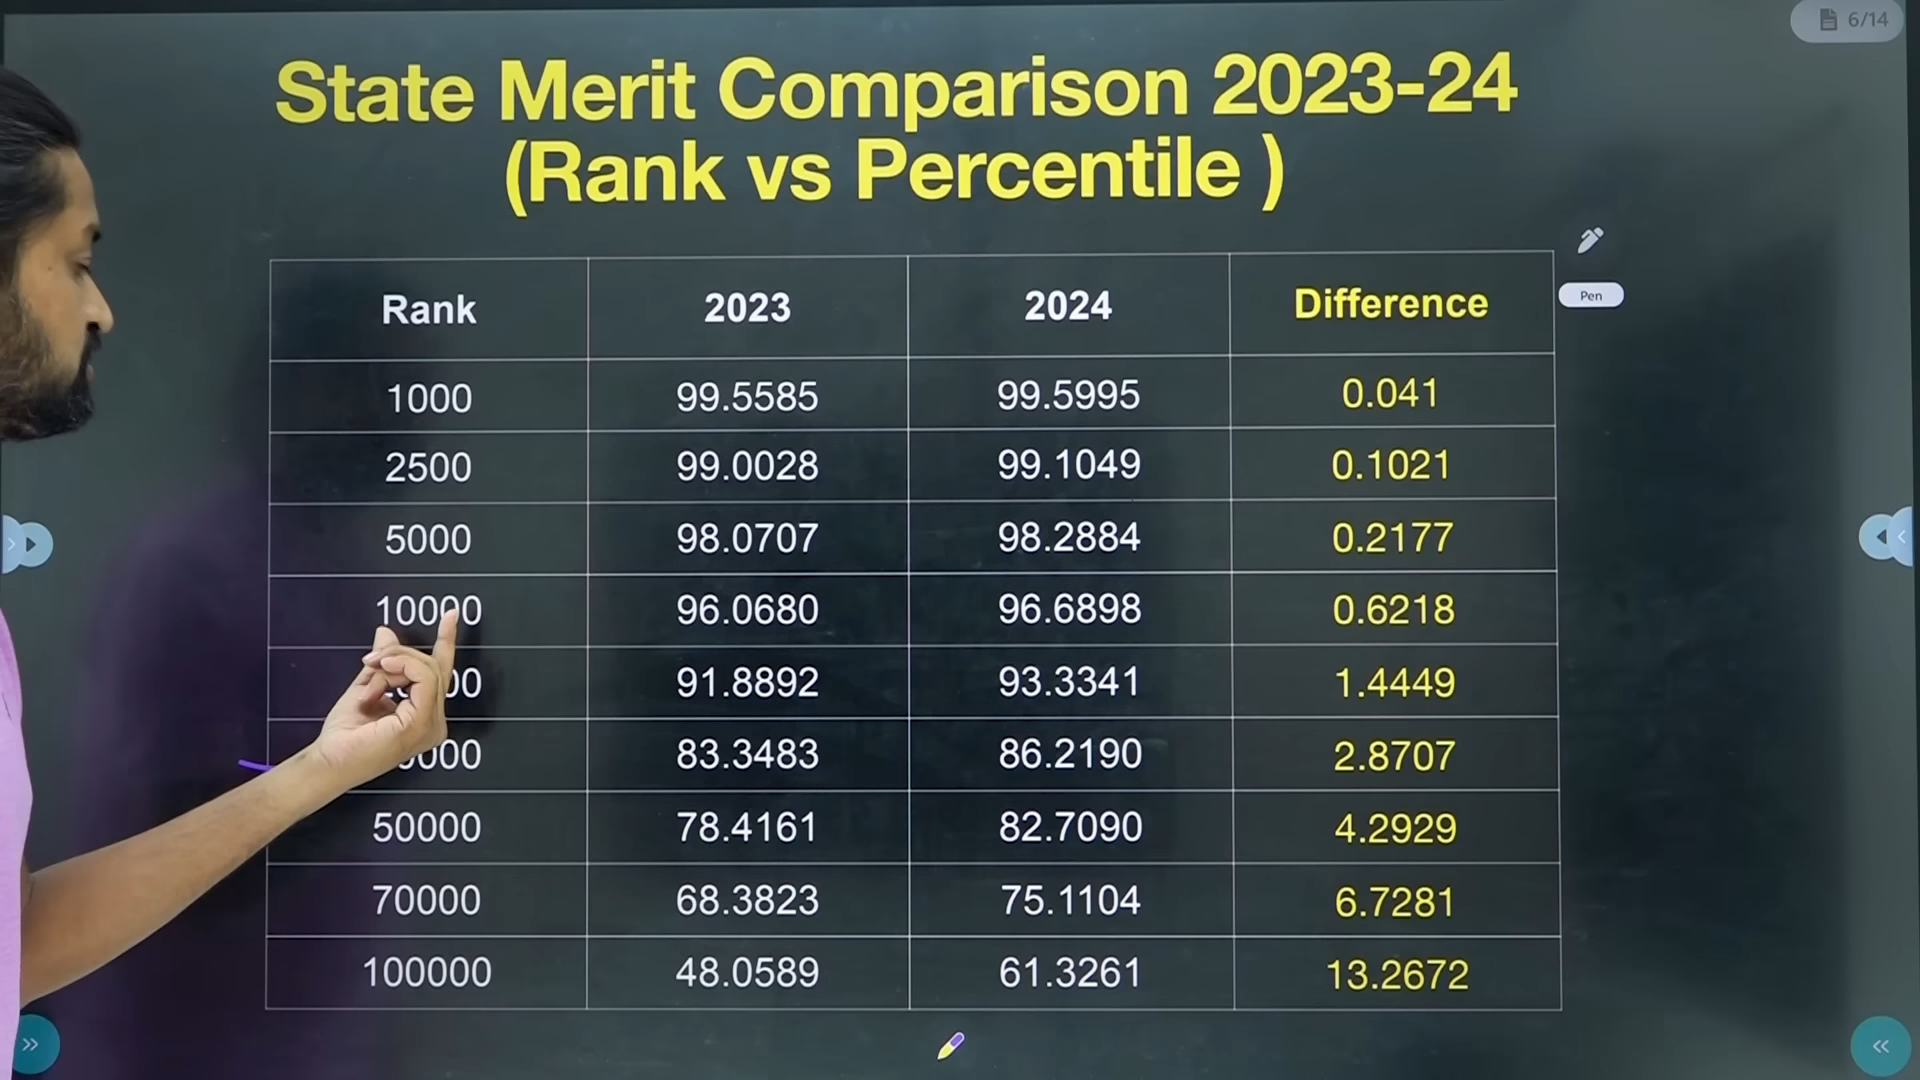 6/14
State Merit Comparison 2023-24
(Rank vs Percentile )
Pen
Rank 2023 2024 Difference
1000 99.5585 99.5995 0.041
2500 99.0028 99.1049 0.1021
5000 98.0707 98.2884 0.2177
10000 96.0680 96.6898 0.6218
91.8892 93.3341 1.4449
83.3483 86.2190 2.8707
50000 78.4161 82.7090 4.2929
70000 68.3823 75.1104 6.7281
100000 48.0589 61.3261 13.2672